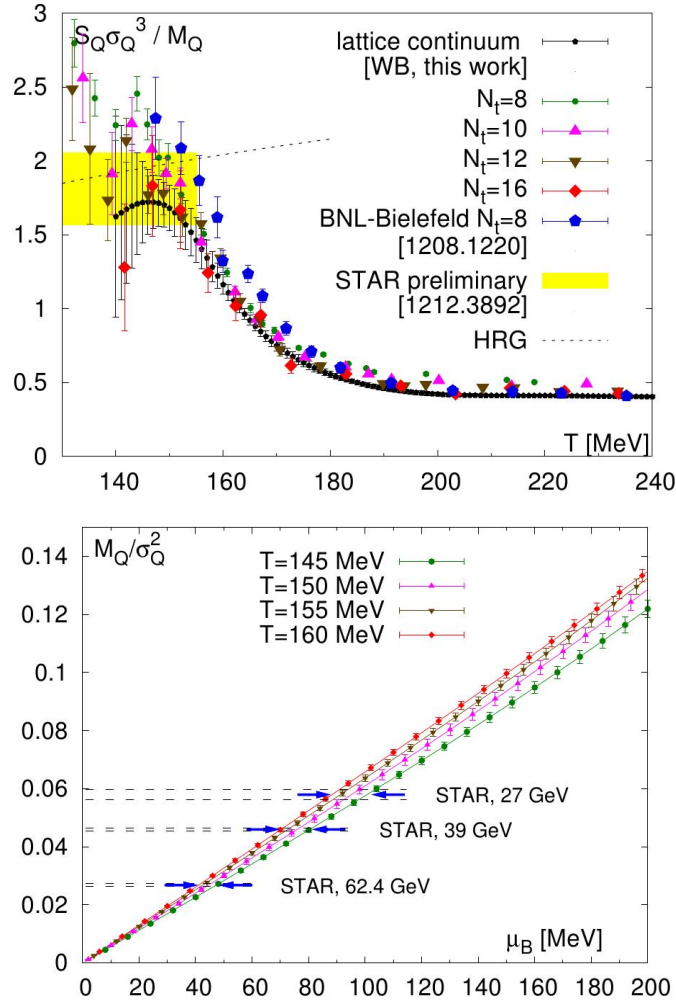 S_Q σ_Q^3 / M_Q
3
2.5
2
1.5
1
0.5
0
lattice continuum
[WB, this work]
N_t=8
N_t=10
N_t=12
N_t=16
BNL-Bielefeld N_t=8
[1208.1220]
STAR preliminary
[1212.3892]
HRG
T [MeV]
140 160 180 200 220 240
M_Q/σ_Q^2
0.14
0.12
0.1
0.08
0.06
0.04
0.02
0
T=145 MeV
T=150 MeV
T=155 MeV
T=160 MeV
STAR, 27 GeV
STAR, 39 GeV
STAR, 62.4 GeV
μ_B [MeV]
0 20 40 60 80 100 120 140 160 180 200